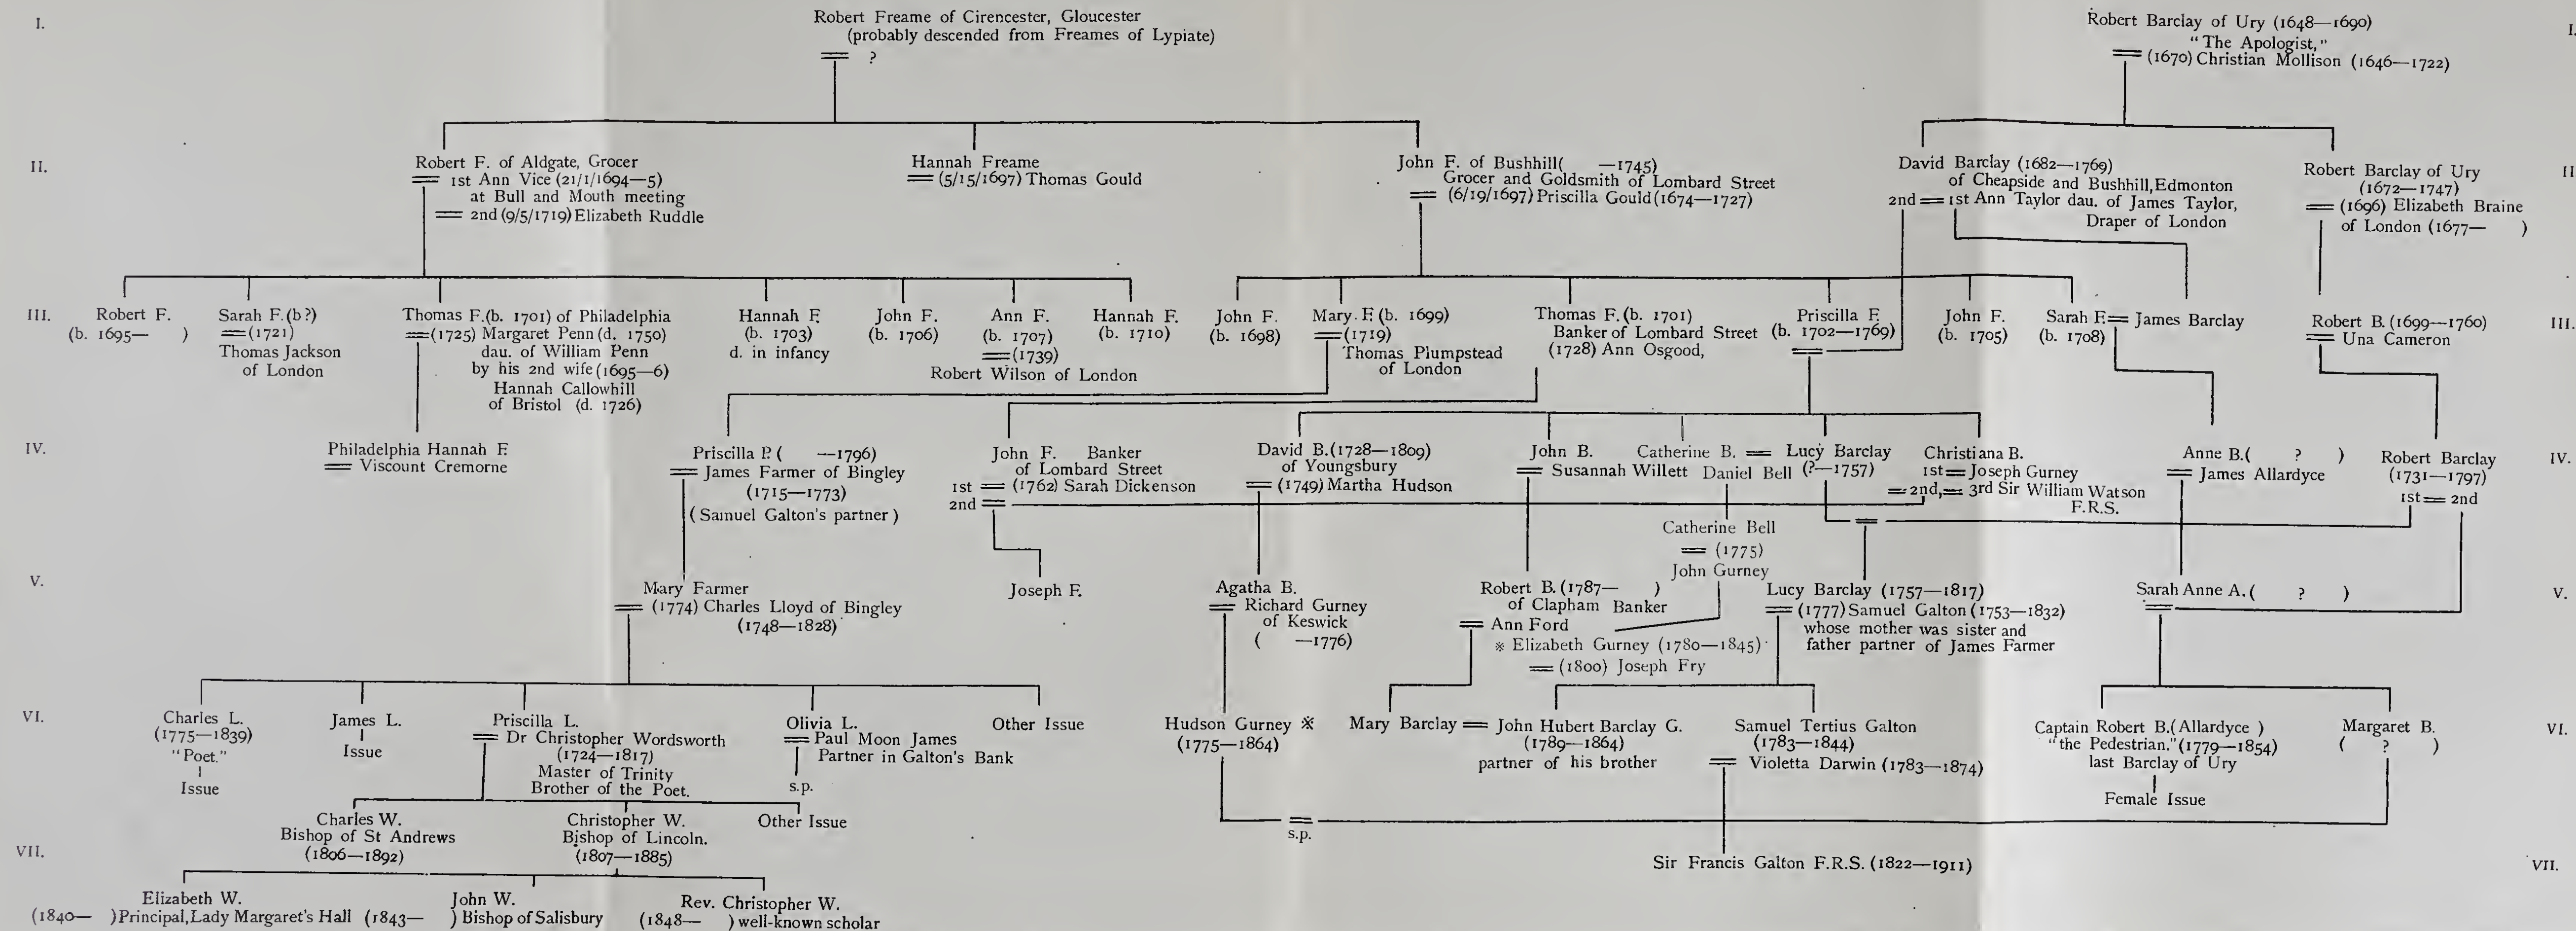 I.
Robert Freame of Cirencester, Gloucester
(probably descended from Freames of Lypiate)
═ ?
Robert Barclay of Ury (1648—1690)
"The Apologist,"
═ (1670) Christian Mollison (1646—1722)
I.
II.
Robert F. of Aldgate, Grocer
═ 1st Ann Vice (21/1/1694—5)
at Bull and Mouth meeting
═ 2nd (9/5/1719) Elizabeth Ruddle
Hannah Freame
═ (5/15/1697) Thomas Gould
John F. of Bushhill( —1745)
Grocer and Goldsmith of Lombard Street
═ (6/19/1697) Priscilla Gould (1674—1727)
David Barclay (1682—1769)
of Cheapside and Bushhill, Edmonton
2nd ═ 1st Ann Taylor dau. of James Taylor,
Draper of London
Robert Barclay of Ury
(1672—1747)
═ (1696) Elizabeth Braine
of London (1677— )
II
III.
Robert F.
(b. 1695— )
Sarah F. (b ?)
═ (1721)
Thomas Jackson
of London
Thomas F. (b. 1701) of Philadelphia
═ (1725) Margaret Penn (d. 1750)
dau. of William Penn
by his 2nd wife (1695—6)
Hannah Callowhill
of Bristol (d. 1726)
Hannah F.
(b. 1703)
d. in infancy
John F.
(b. 1706)
Ann F.
(b. 1707)
═ (1739)
Robert Wilson of London
Hannah F.
(b. 1710)
John F.
(b. 1698)
Mary F. (b. 1699)
═ (1719)
Thomas Plumpstead
of London
Thomas F. (b. 1701)
Banker of Lombard Street
(1728) Ann Osgood,
Priscilla F.
(b. 1702—1769)
═
John F.
(b. 1705)
Sarah F. ═ James Barclay
(b. 1708)
Robert B. (1699—1760)
═ Una Cameron
III.
IV.
Philadelphia Hannah F.
═ Viscount Cremorne
Priscilla P. ( —1796)
═ James Farmer of Bingley
(1715—1773)
(Samuel Galton's partner)
John F. Banker
of Lombard Street
1st ═ (1762) Sarah Dickenson
2nd ═
David B. (1728—1809)
of Youngsbury
═ (1749) Martha Hudson
John B.
═ Susannah Willett
Catherine B. ═
Daniel Bell
Lucy Barclay
(?—1757)
Christiana B.
1st ═ Joseph Gurney
═ 2nd, ═ 3rd Sir William Watson
F.R.S.
Anne B. ( ? )
═ James Allardyce
Robert Barclay
(1731—1797)
1st ═ 2nd
IV.
Catherine Bell
═ (1775)
John Gurney
═
V.
Mary Farmer
═ (1774) Charles Lloyd of Bingley
(1748—1828)
Joseph F.
Agatha B.
═ Richard Gurney
of Keswick
( —1776)
Robert B. (1787— )
of Clapham Banker
═ Ann Ford
※ Elizabeth Gurney (1780—1845)
═ (1800) Joseph Fry
Lucy Barclay (1757—1817)
═ (1777) Samuel Galton (1753—1832)
whose mother was sister and
father partner of James Farmer
Sarah Anne A. ( ? )
═
V.
VI.
Charles L.
(1775—1839)
"Poet."
Issue
James L.
Issue
Priscilla L.
═ Dr Christopher Wordsworth
(1724—1817)
Master of Trinity
Brother of the Poet.
Olivia L.
═ Paul Moon James
Partner in Galton's Bank
s.p.
Other Issue
Hudson Gurney ※
(1775—1864)
Mary Barclay ═ John Hubert Barclay G.
(1789—1864)
partner of his brother
Samuel Tertius Galton
(1783—1844)
═ Violetta Darwin (1783—1874)
Captain Robert B. (Allardyce )
"the Pedestrian." (1779—1854)
last Barclay of Ury
Female Issue
Margaret B.
( ? )
VI.
═
s.p.
VII.
Charles W.
Bishop of St Andrews
(1806—1892)
Christopher W.
Bishop of Lincoln.
(1807—1885)
Other Issue
Sir Francis Galton F.R.S. (1822—1911)
VII.
Elizabeth W.
(1840— ) Principal, Lady Margaret's Hall
John W.
(1843— ) Bishop of Salisbury
Rev. Christopher W.
(1848— ) well-known scholar